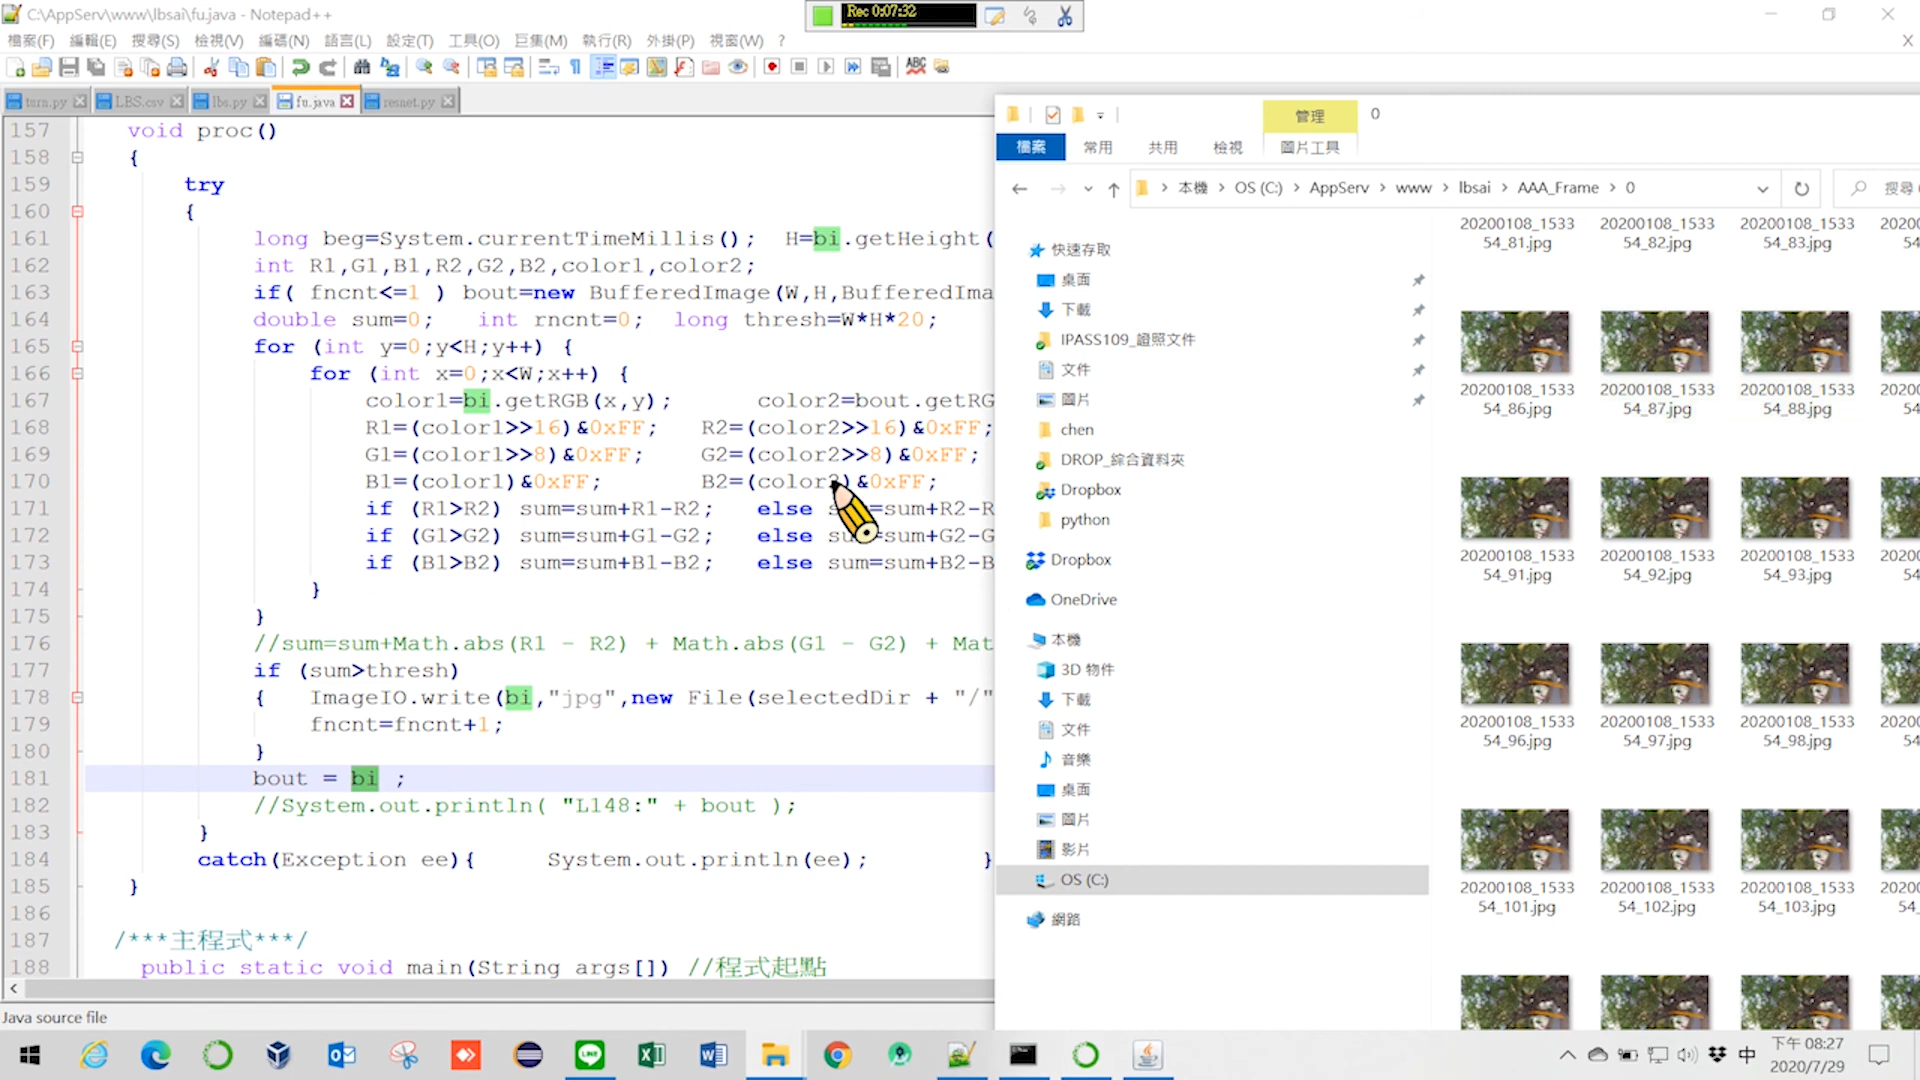 C:\AppServ\www\lbsai\fu.java - Notepad++
Rec 0:07:32
檔案(F) 編輯(E) 搜尋(S) 檢視(V) 編碼(N) 語言(L) 設定(T) 工具(O) 巨集(M) 執行(R) 外掛(P) 視窗(W) ? X
turn.py LBS.csv lbs.py fu.java resnet.py
157 void proc()
158 {
159 try
160 {
161 long beg=System.currentTimeMillis(); H=bi.getHeight(
162 int R1,G1,B1,R2,G2,B2,color1,color2;
163 if( fncnt<=1 ) bout=new BufferedImage(W,H,BufferedIma
164 double sum=0; int rncnt=0; long thresh=W*H*20;
165 for (int y=0;y<H;y++) {
166 for (int x=0;x<W;x++) {
167 color1=bi.getRGB(x,y); color2=bout.getRG
168 R1=(color1>>16)&0xFF; R2=(color2>>16)&0xFF;
169 G1=(color1>>8)&0xFF; G2=(color2>>8)&0xFF;
170 B1=(color1)&0xFF; B2=(color2)&0xFF;
171 if (R1>R2) sum=sum+R1-R2; else sum=sum+R2-R
172 if (G1>G2) sum=sum+G1-G2; else sum=sum+G2-G
173 if (B1>B2) sum=sum+B1-B2; else sum=sum+B2-B
174 }
175 }
176 //sum=sum+Math.abs(R1 - R2) + Math.abs(G1 - G2) + Mat
177 if (sum>thresh)
178 { ImageIO.write(bi,"jpg",new File(selectedDir + "/"
179 fncnt=fncnt+1;
180 }
181 bout = bi ;
182 //System.out.println( "L148:" + bout );
183 }
184 catch(Exception ee){ System.out.println(ee); }
185 }
186
187 /***主程式***/
188 public static void main(String args[]) //程式起點
Java source file
管理 0
檔案 常用 共用 檢視 圖片工具
本機 OS (C:) AppServ www lbsai AAA_Frame 0 搜尋
快速存取
桌面
下載
IPASS109_證照文件
文件
圖片
chen
DROP_綜合資料夾
Dropbox
python
Dropbox
OneDrive
本機
3D 物件
下載
文件
音樂
桌面
圖片
影片
OS (C:)
網路
20200108_1533 20200108_1533 20200108_1533 2020
54_81.jpg 54_82.jpg 54_83.jpg 54
20200108_1533 20200108_1533 20200108_1533 2020
54_86.jpg 54_87.jpg 54_88.jpg 54
20200108_1533 20200108_1533 20200108_1533 2020
54_91.jpg 54_92.jpg 54_93.jpg 54
20200108_1533 20200108_1533 20200108_1533 2020
54_96.jpg 54_97.jpg 54_98.jpg 54
20200108_1533 20200108_1533 20200108_1533 2020
54_101.jpg 54_102.jpg 54_103.jpg 54_
中
下午 08:27
2020/7/29